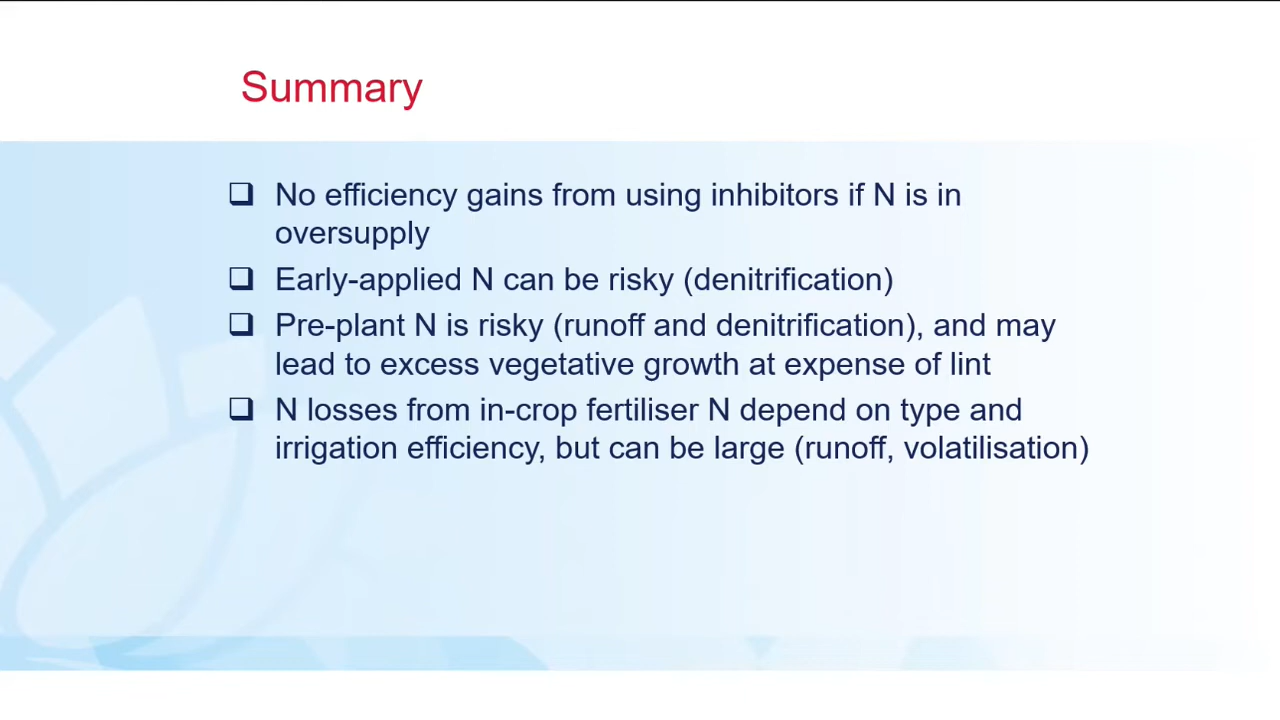 Summary
❑ No efficiency gains from using inhibitors if N is in
oversupply
❑ Early-applied N can be risky (denitrification)
❑ Pre-plant N is risky (runoff and denitrification), and may
lead to excess vegetative growth at expense of lint
❑ N losses from in-crop fertiliser N depend on type and
irrigation efficiency, but can be large (runoff, volatilisation)